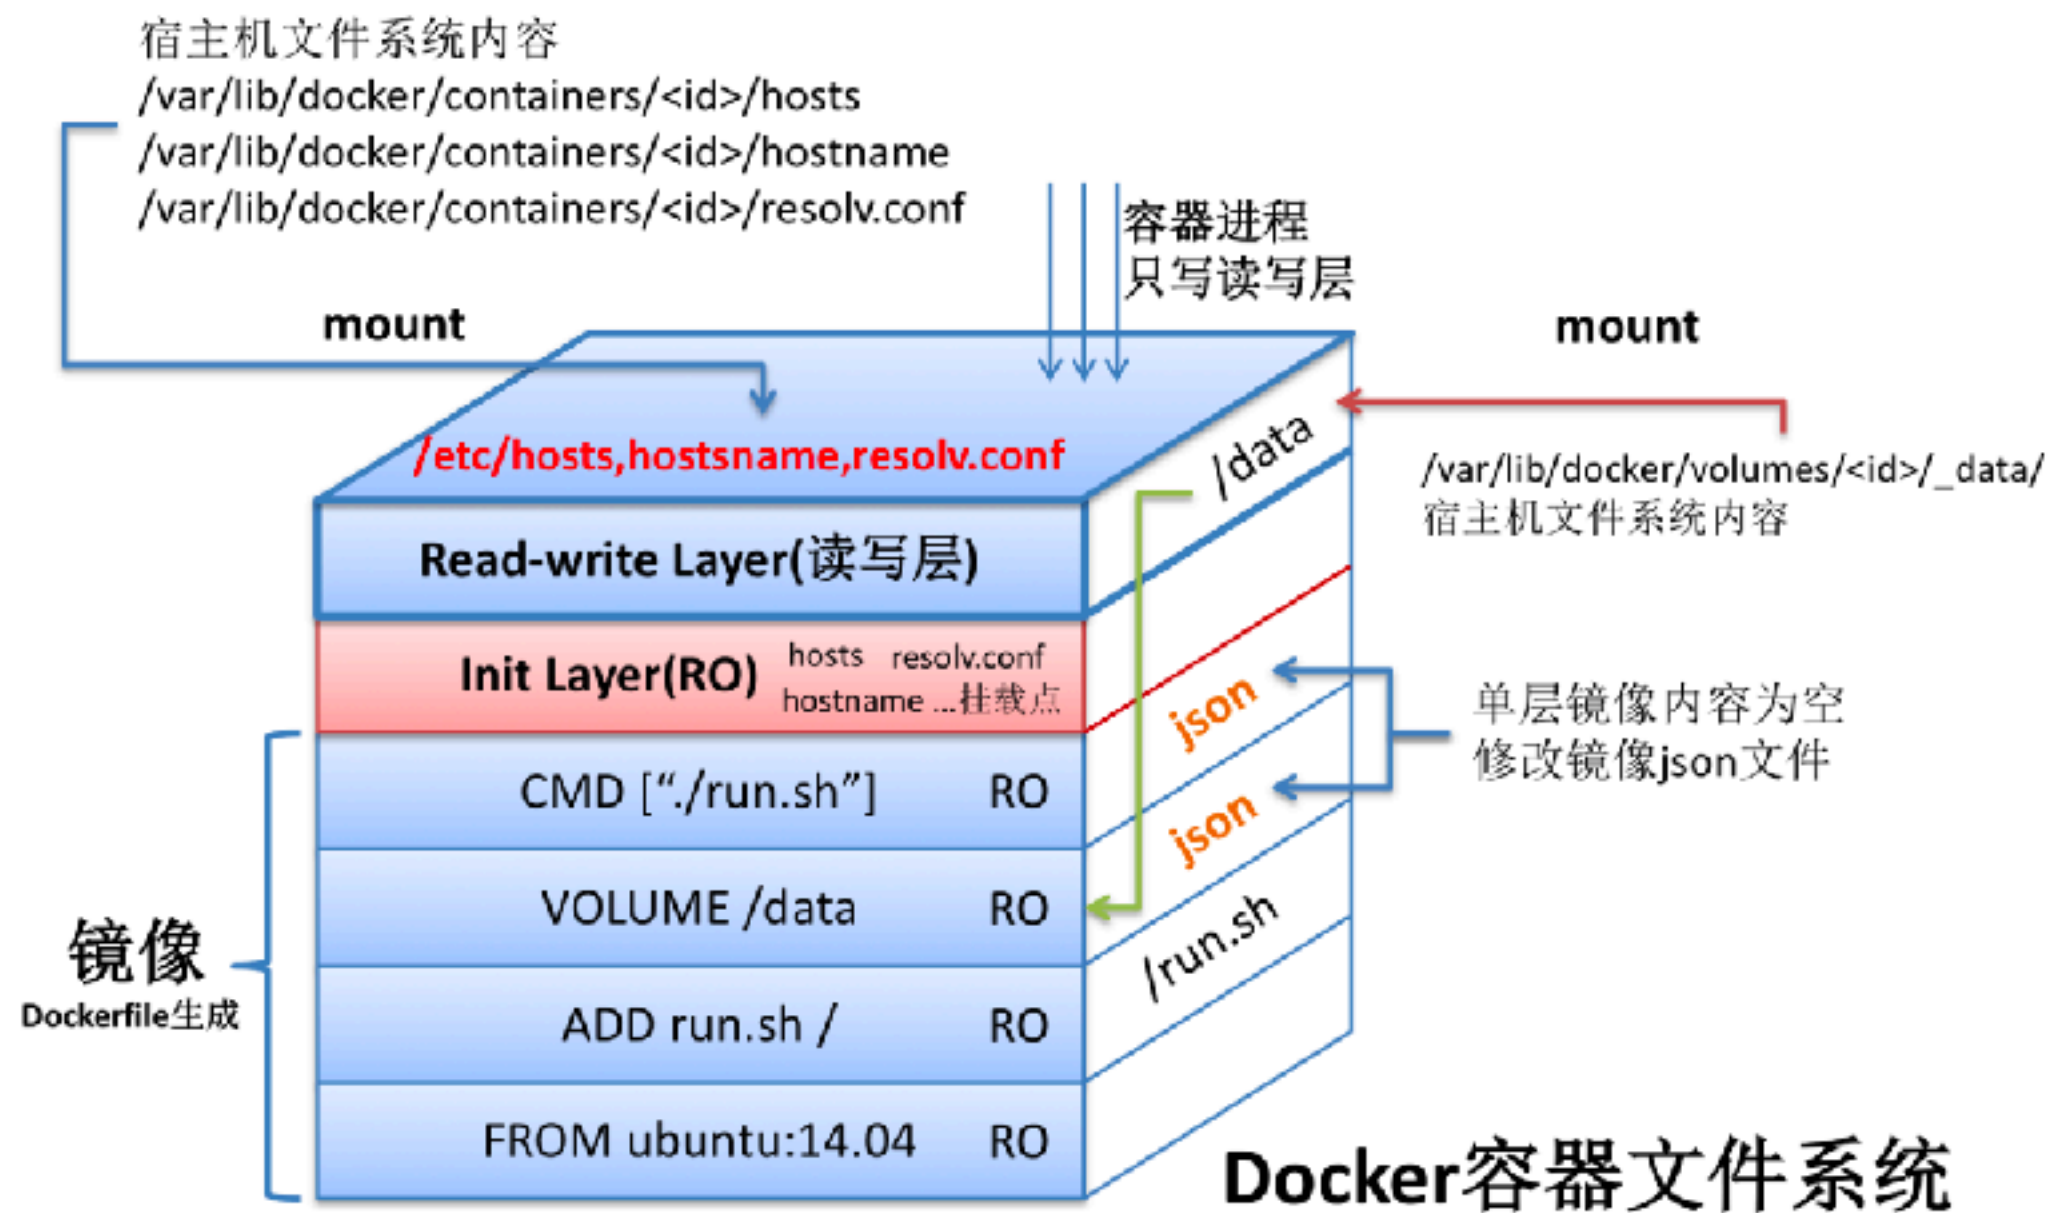 宿主机文件系统内容
/var/lib/docker/containers/<id>/hosts
/var/lib/docker/containers/<id>/hostname
/var/lib/docker/containers/<id>/resolv.conf
容器进程
只写读写层
mount
mount
/etc/hosts,hostsname,resolv.conf
/data
/var/lib/docker/volumes/<id>/_data/
宿主机文件系统内容
Read-write Layer(读写层)
Init Layer(RO)
hosts resolv.conf
hostname ...挂载点
json
json
单层镜像内容为空
修改镜像json文件
CMD [“./run.sh”] RO
VOLUME /data RO
/run.sh
镜像
Dockerfile生成
ADD run.sh / RO
FROM ubuntu:14.04 RO
Docker容器文件系统